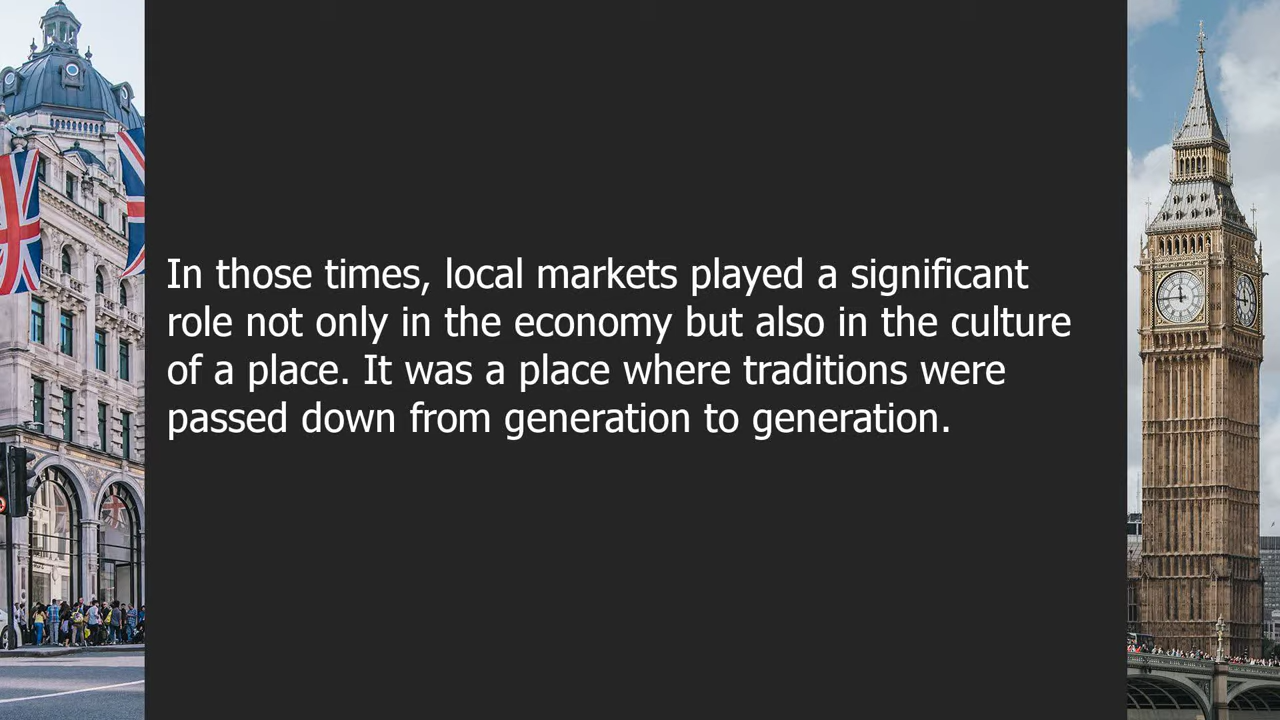 In those times, local markets played a significant
role not only in the economy but also in the culture
of a place. It was a place where traditions were
passed down from generation to generation.